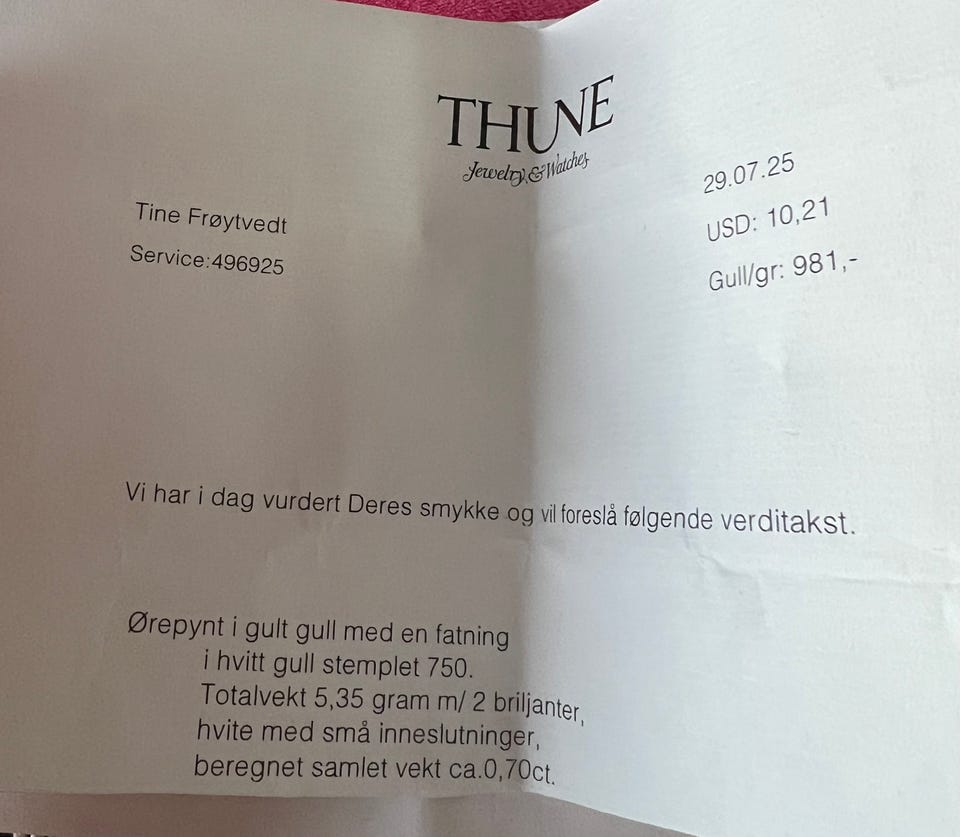 THUNE
Jewelry & Watches
29.07.25
USD: 10,21
Gull/gr: 981,-
Tine Frøytvedt
Service:496925
Vi har i dag vurdert Deres smykke og vil foreslå følgende verditakst.
Ørepynt i gult gull med en fatning
i hvitt gull stemplet 750.
Totalvekt 5,35 gram m/ 2 briljanter,
hvite med små inneslutninger,
beregnet samlet vekt ca.0,70ct.